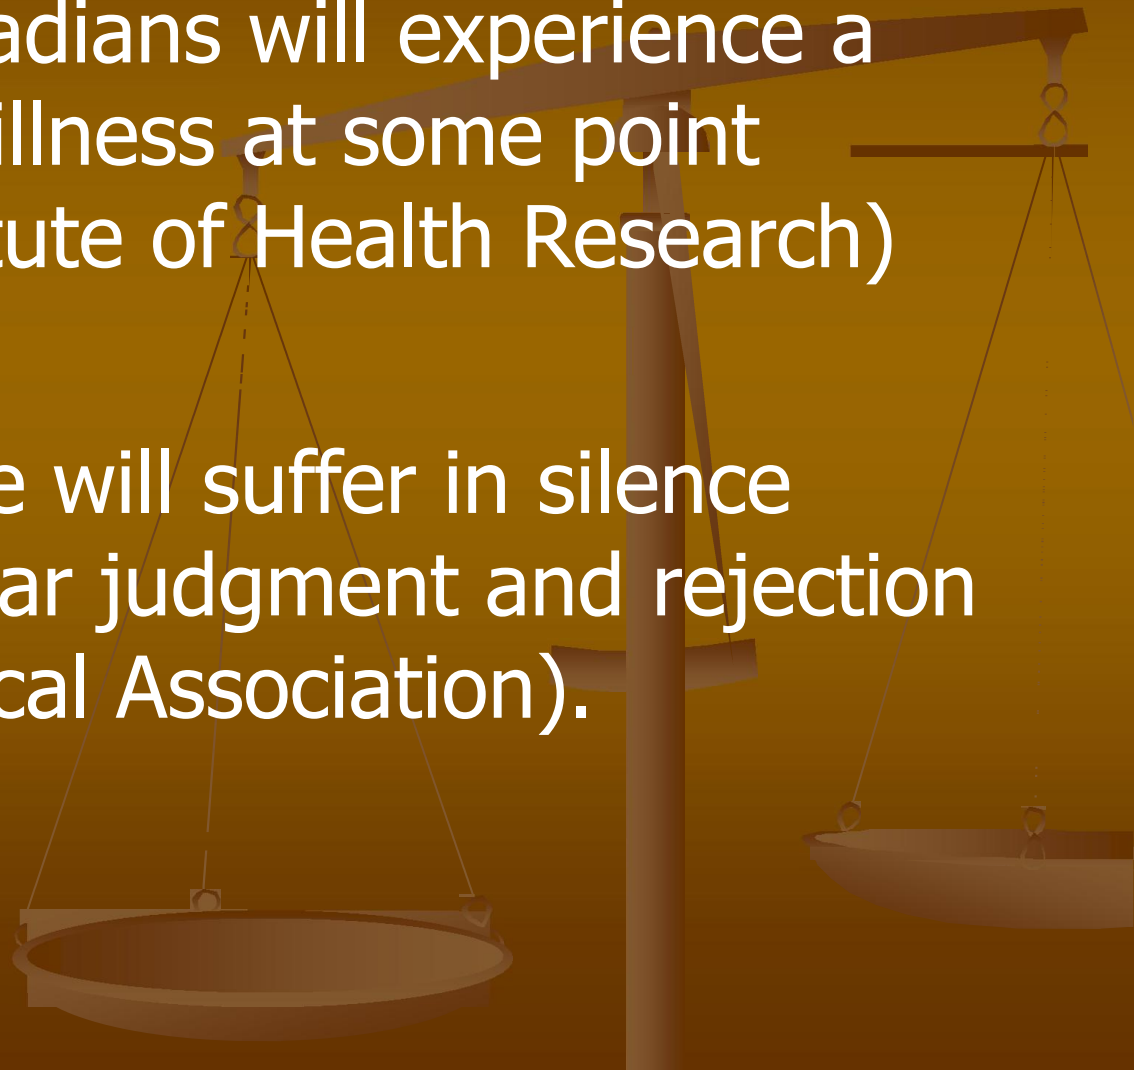 adians will experience a
illness at some point
tute of Health Research)
e will suffer in silence
ar judgment and rejection
cal Association).